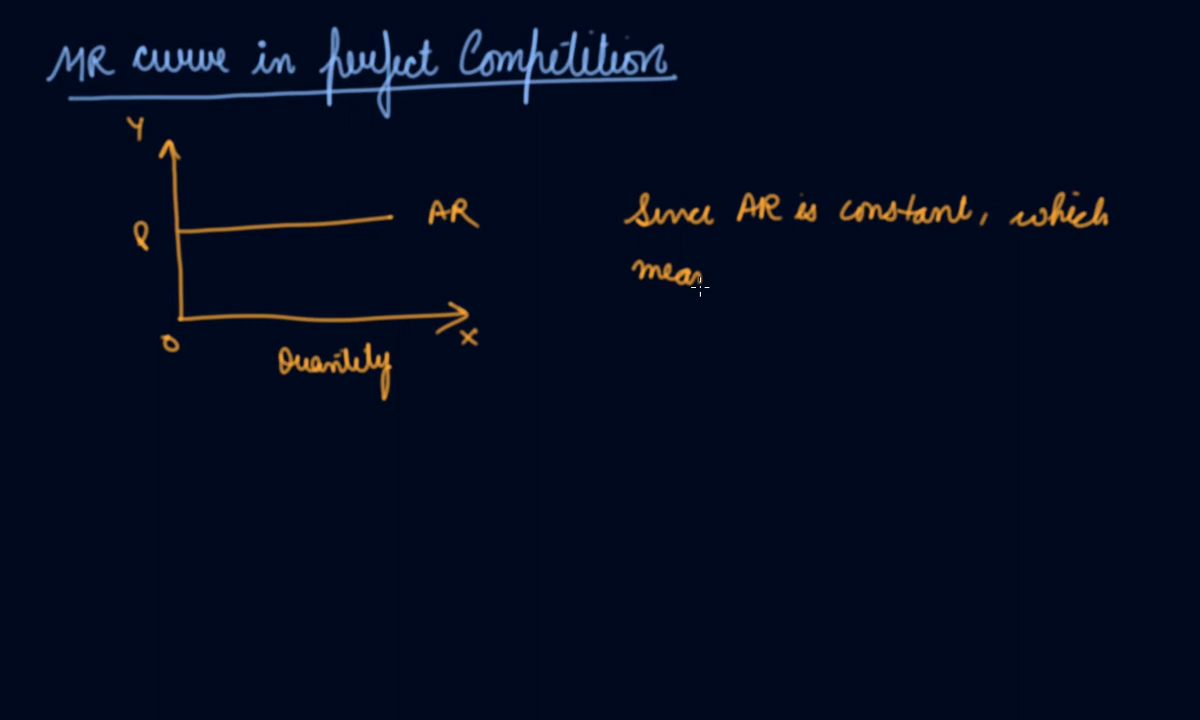 MR curve in perfect Competition
Y
P
AR
O
X
Quantity
Since AR is constant, which
mean